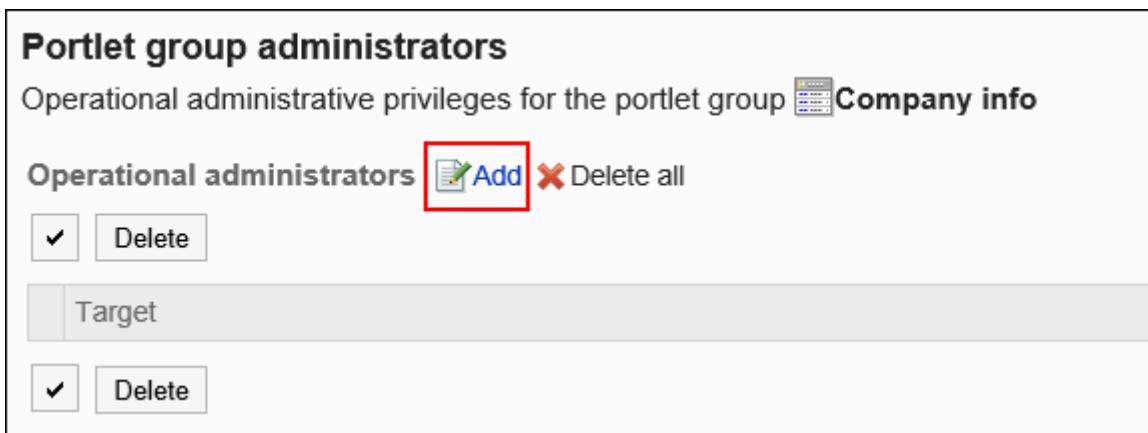 Portlet group administrators
Operational administrative privileges for the portlet group Company info
Operational administrators Add Delete all
Delete
Target
Delete